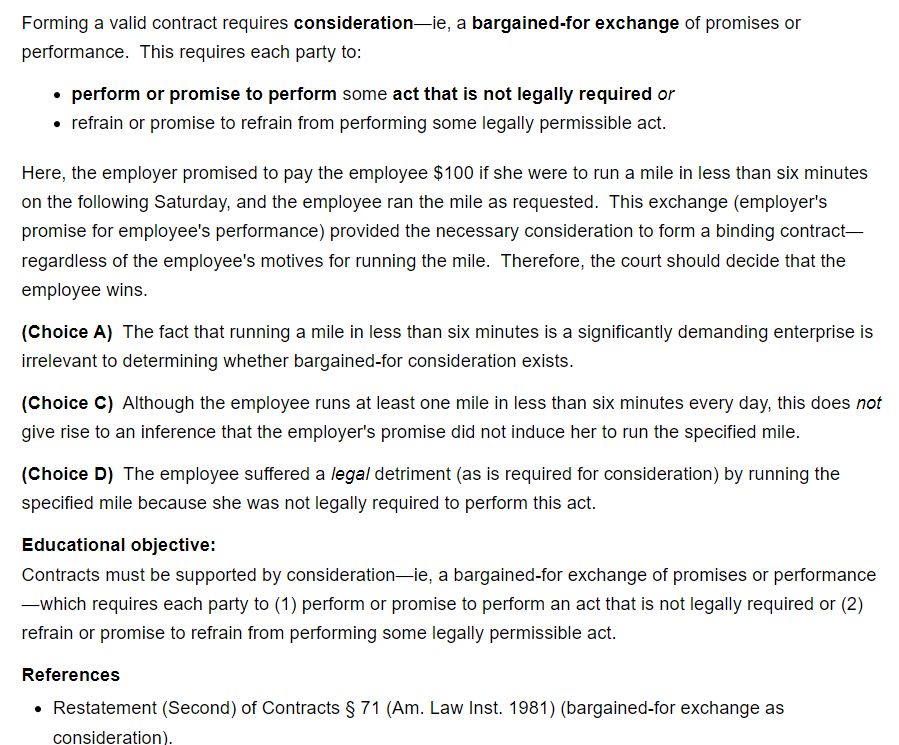 Forming a valid contract requires consideration—ie, a bargained-for exchange of promises or
performance.  This requires each party to:
• perform or promise to perform some act that is not legally required or
• refrain or promise to refrain from performing some legally permissible act.
Here, the employer promised to pay the employee $100 if she were to run a mile in less than six minutes
on the following Saturday, and the employee ran the mile as requested.  This exchange (employer's
promise for employee's performance) provided the necessary consideration to form a binding contract—
regardless of the employee's motives for running the mile.  Therefore, the court should decide that the
employee wins.
(Choice A)  The fact that running a mile in less than six minutes is a significantly demanding enterprise is
irrelevant to determining whether bargained-for consideration exists.
(Choice C)  Although the employee runs at least one mile in less than six minutes every day, this does not
give rise to an inference that the employer's promise did not induce her to run the specified mile.
(Choice D)  The employee suffered a legal detriment (as is required for consideration) by running the
specified mile because she was not legally required to perform this act.
Educational objective:
Contracts must be supported by consideration—ie, a bargained-for exchange of promises or performance
—which requires each party to (1) perform or promise to perform an act that is not legally required or (2)
refrain or promise to refrain from performing some legally permissible act.
References
• Restatement (Second) of Contracts § 71 (Am. Law Inst. 1981) (bargained-for exchange as
consideration).